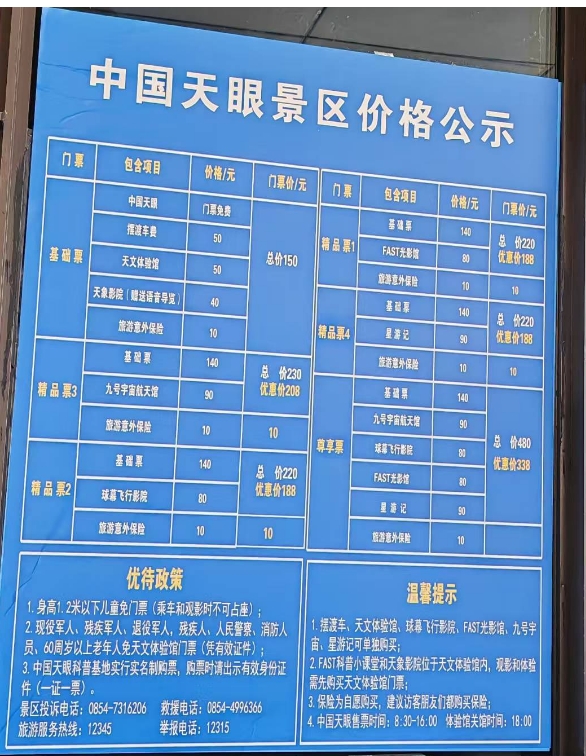 中国天眼景区价格公示
门票 包含项目 价格/元 门票价/元
基础票
中国天眼 门票免费
摆渡车费 50
天文体验馆 50
天象影院（赠送语音导览） 40
旅游意外保险 10
总价150
精品票3
基础票 140
九号宇航天馆 90
总 价230
优惠价208
旅游意外保险 10 10
精品票2
基础票 140
球幕飞行影院 80
总 价220
优惠价188
旅游意外保险 10 10
门票 包含项目 价格/元 门票价/元
精品票1
基础票 140
FAST光影馆 80
总 价220
优惠价188
旅游意外保险 10 10
精品票4
基础票 140
星游记 90
总 价220
优惠价188
旅游意外保险 10 10
尊享票
基础票 140
九号宇航天馆 90
球幕飞行影院 80
FAST光影馆 80
星游记 90
旅游意外保险 10
总 价480
优惠价338
优待政策
1. 身高1.2米以下儿童免门票（乘车和观影时不可占座）；
2. 现役军人、残疾军人、退役军人、残疾人、人民警察、消防人
员、60周岁以上老年人免天文体验馆门票（凭有效证件）；
3. 中国天眼科普基地实行实名制购票，购票时请出示有效身份证
件（一证一票）。
景区投诉电话：0854-7316206 救援电话：0854-4996366
旅游服务热线：12345 举报电话：12315
温馨提示
1. 摆渡车、天文体验馆、球幕飞行影院、FAST光影馆、九号宇
宙、星游记可单独购买；
2. FAST科普小课堂和天象影院位于天文体验馆内，观影和体验
需先购买天文体验馆门票；
3. 保险为自愿购买，建议访客朋友们都购买保险；
4. 中国天眼售票时间：8:30-16:00 体验馆关馆时间：18:00